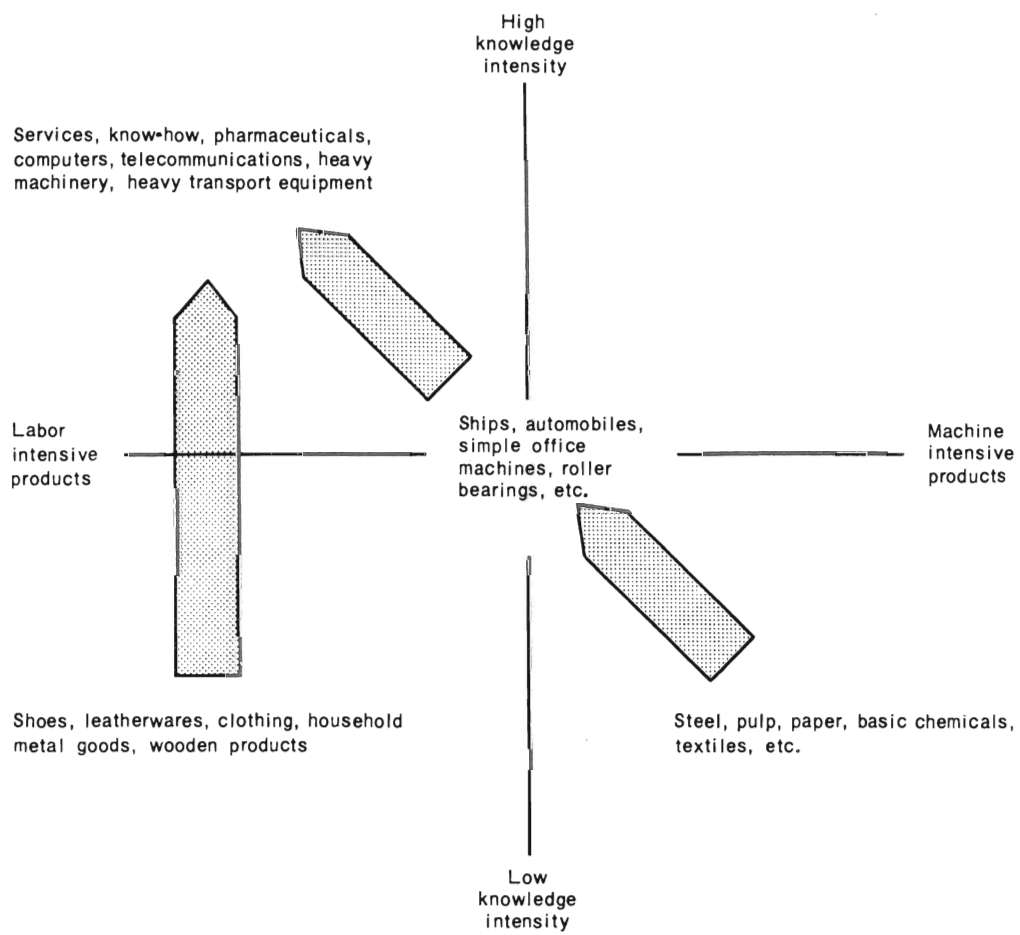 High
knowledge
intensity
Services, know-how, pharmaceuticals,
computers, telecommunications, heavy
machinery, heavy transport equipment
Labor
intensive
products
Ships, automobiles,
simple office
machines, roller
bearings, etc.
Machine
intensive
products
Shoes, leatherwares, clothing, household
metal goods, wooden products
Steel, pulp, paper, basic chemicals,
textiles, etc.
Low
knowledge
intensity